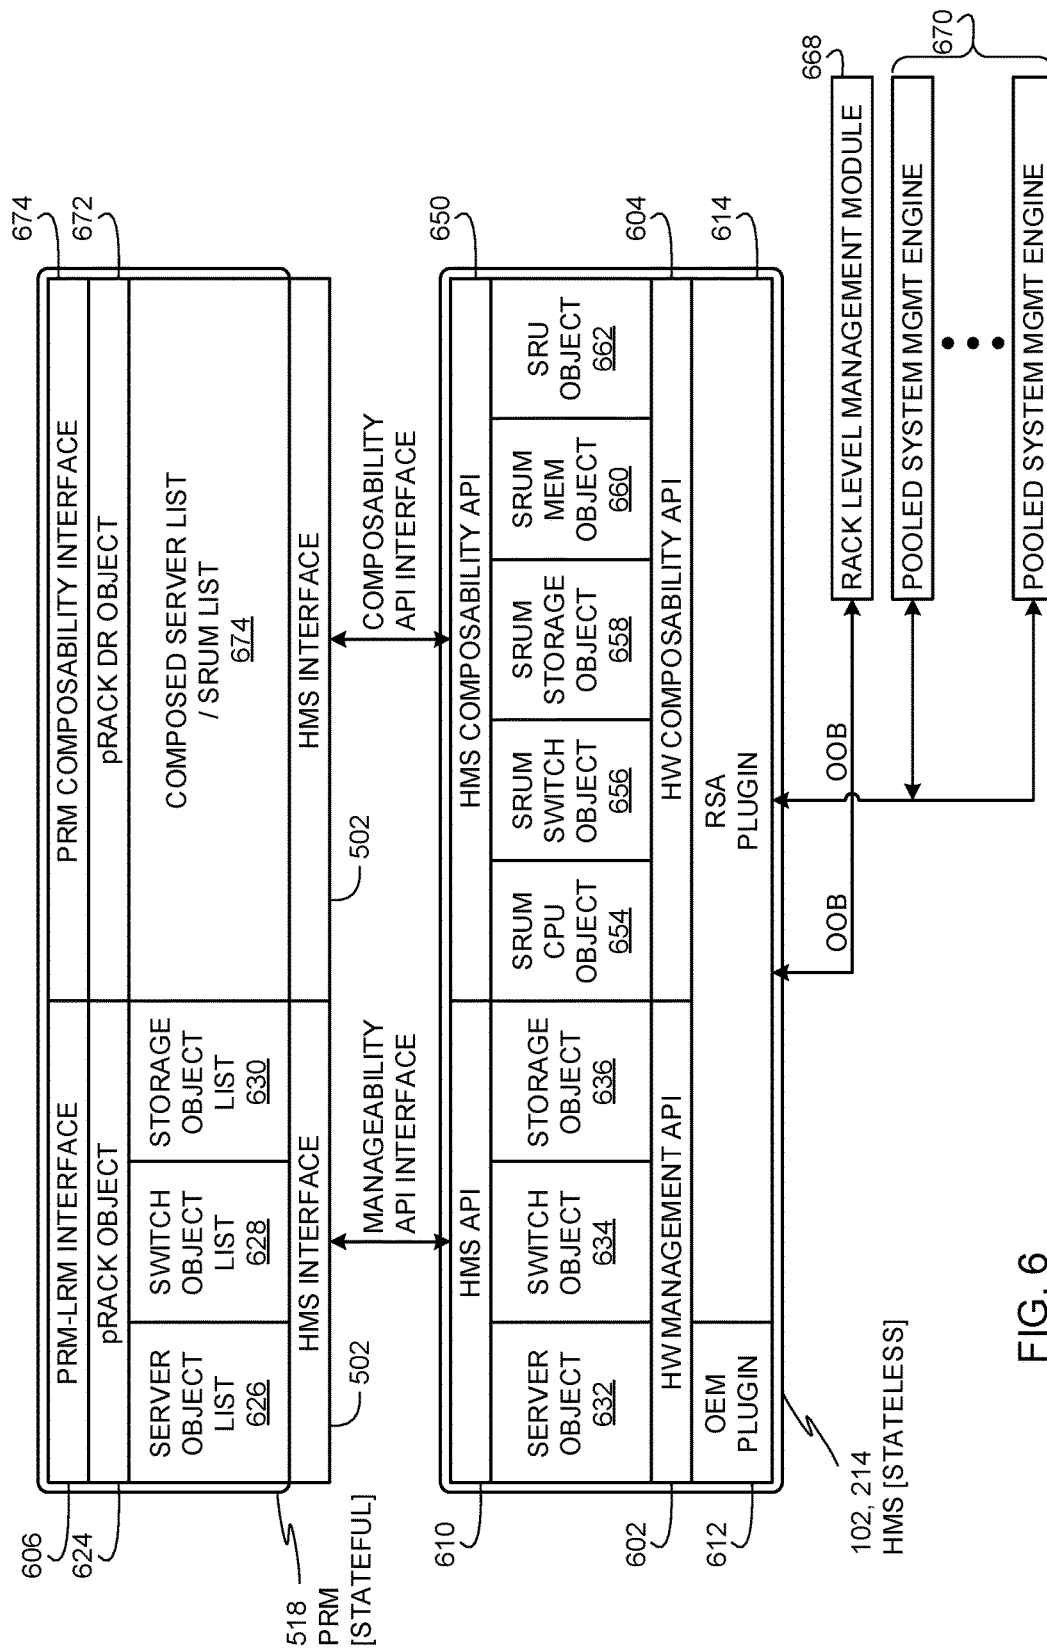 606
PRM-LRM INTERFACE
PRM COMPOSABILITY INTERFACE
674
624
pRACK OBJECT
pRACK DR OBJECT
672
SERVER
OBJECT
LIST
626
SWITCH
OBJECT
LIST
628
STORAGE
OBJECT
LIST
630
COMPOSED SERVER LIST
/ SRUM LIST
674
518
PRM
[STATEFUL]
HMS INTERFACE
HMS INTERFACE
502
502
MANAGEABILITY
API INTERFACE
COMPOSABILITY
API INTERFACE
610
HMS API
HMS COMPOSABILITY API
650
SERVER
OBJECT
632
SWITCH
OBJECT
634
STORAGE
OBJECT
636
SRUM
CPU
OBJECT
654
SRUM
SWITCH
OBJECT
656
SRUM
STORAGE
OBJECT
658
SRUM
MEM
OBJECT
660
SRU
OBJECT
662
602
HW MANAGEMENT API
HW COMPOSABILITY API
604
612
OEM
PLUGIN
RSA
PLUGIN
614
102, 214
HMS [STATELESS]
OOB
OOB
RACK LEVEL MANAGEMENT MODULE
668
POOLED SYSTEM MGMT ENGINE
POOLED SYSTEM MGMT ENGINE
670
FIG. 6